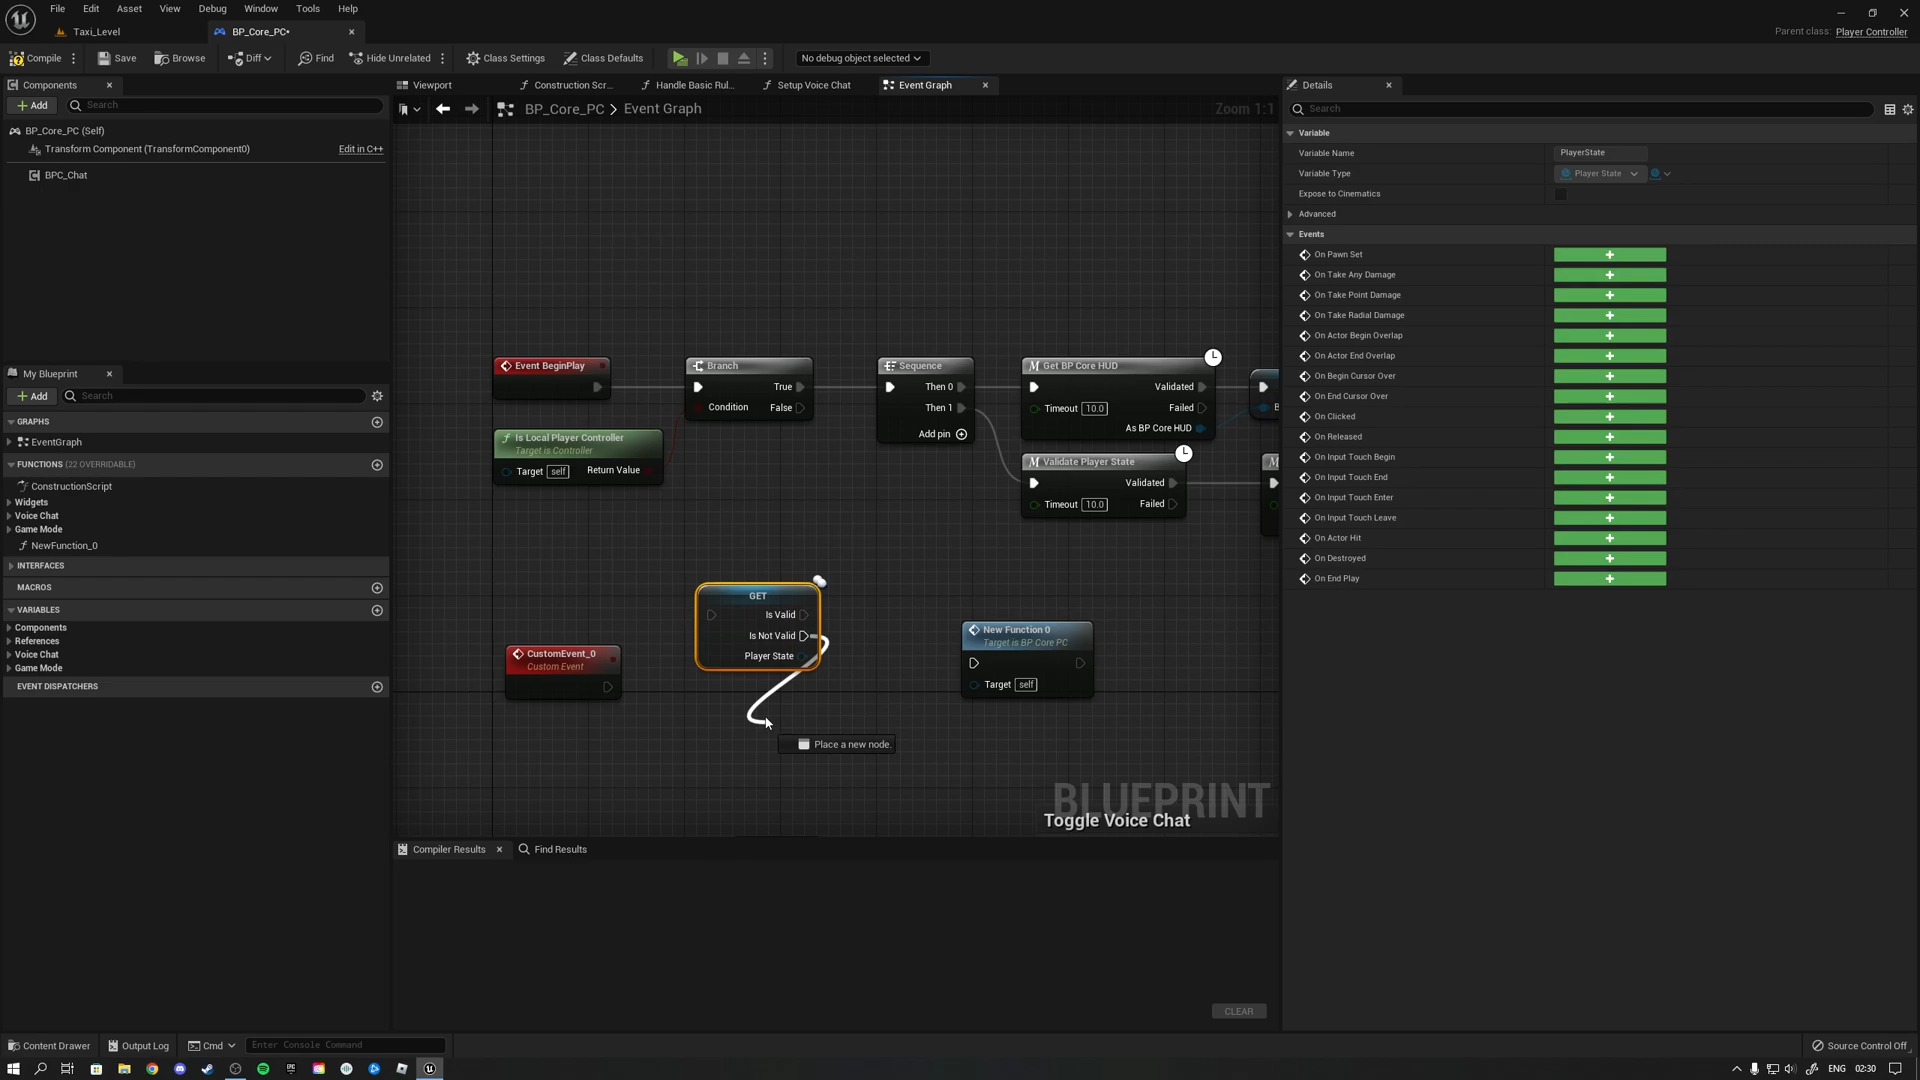 File Edit Asset View Debug Window Tools Help
Taxi_Level BP_Core_PC•
Parent class: Player Controller
Compile Save Browse Diff Find Hide Unrelated Class Settings Class Defaults No debug object selected
Components
Add Search
BP_Core_PC (Self)
Transform Component (TransformComponent0) Edit in C++
BPC_Chat
My Blueprint
Add Search
GRAPHS
EventGraph
FUNCTIONS (22 OVERRIDABLE)
ConstructionScript
Widgets
Voice Chat
Game Mode
NewFunction_0
INTERFACES
MACROS
VARIABLES
Components
References
Voice Chat
Game Mode
EVENT DISPATCHERS
Viewport Construction Scr... Handle Basic Rul... Setup Voice Chat Event Graph
BP_Core_PC > Event Graph Zoom 1:1
Event BeginPlay
Branch
True
Condition False
Is Local Player Controller
Target is Controller
Target self Return Value
Sequence
Then 0
Then 1
Add pin
Get BP Core HUD
Validated
Timeout 10.0 Failed
As BP Core HUD
Validate Player State
Validated
Timeout 10.0 Failed
B
GET
Is Valid
Is Not Valid
Player State
CustomEvent_0
Custom Event
New Function 0
Target is BP Core PC
Target self
Place a new node.
BLUEPRINT
Toggle Voice Chat
Compiler Results Find Results
CLEAR
Details
Search
Variable
Variable Name PlayerState
Variable Type Player State
Expose to Cinematics
Advanced
Events
On Pawn Set
On Take Any Damage
On Take Point Damage
On Take Radial Damage
On Actor Begin Overlap
On Actor End Overlap
On Begin Cursor Over
On End Cursor Over
On Clicked
On Released
On Input Touch Begin
On Input Touch End
On Input Touch Enter
On Input Touch Leave
On Actor Hit
On Destroyed
On End Play
Content Drawer Output Log Cmd Enter Console Command Source Control Off
ENG 02:30